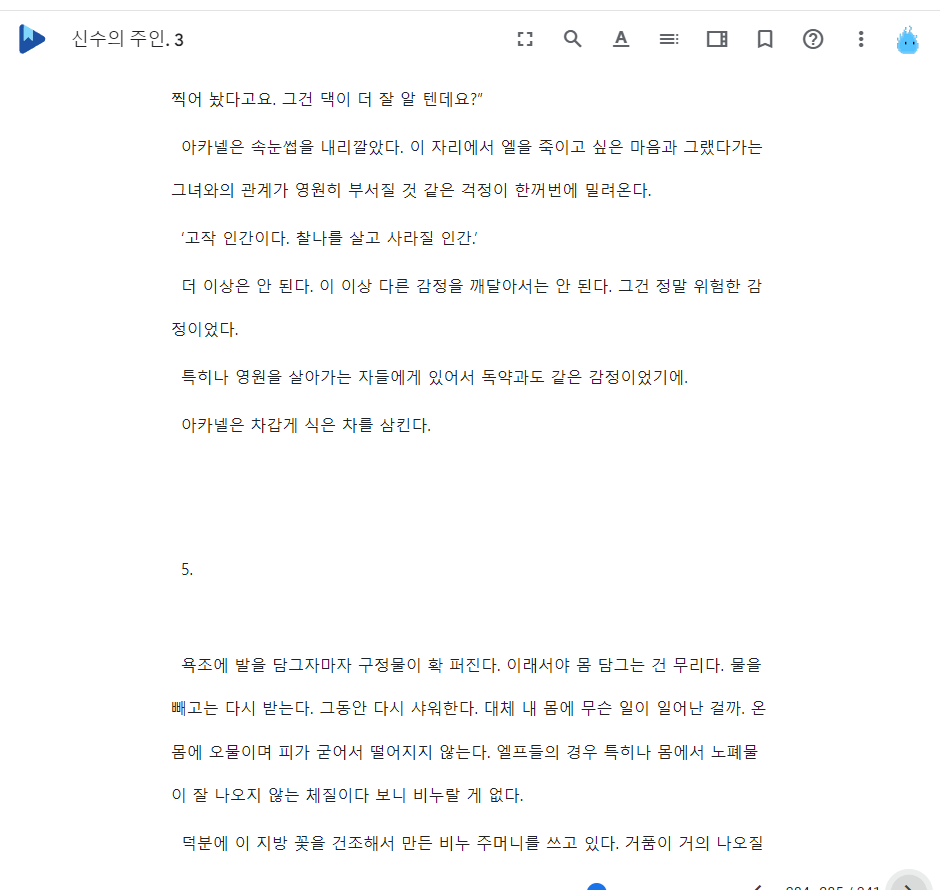 신수의 주인. 3
찍어 놨다고요. 그건 댁이 더 잘 알 텐데요?”
아카넬은 속눈썹을 내리깔았다. 이 자리에서 엘을 죽이고 싶은 마음과 그랬다가는
그녀와의 관계가 영원히 부서질 것 같은 걱정이 한꺼번에 밀려온다.
‘고작 인간이다. 찰나를 살고 사라질 인간.’
더 이상은 안 된다. 이 이상 다른 감정을 깨달아서는 안 된다. 그건 정말 위험한 감
정이었다.
특히나 영원을 살아가는 자들에게 있어서 독약과도 같은 감정이었기에.
아카넬은 차갑게 식은 차를 삼킨다.
5.
욕조에 발을 담그자마자 구정물이 확 퍼진다. 이래서야 몸 담그는 건 무리다. 물을
빼고는 다시 받는다. 그동안 다시 샤워한다. 대체 내 몸에 무슨 일이 일어난 걸까. 온
몸에 오물이며 피가 굳어서 떨어지지 않는다. 엘프들의 경우 특히나 몸에서 노폐물
이 잘 나오지 않는 체질이다 보니 비누랄 게 없다.
덕분에 이 지방 꽃을 건조해서 만든 비누 주머니를 쓰고 있다. 거품이 거의 나오질